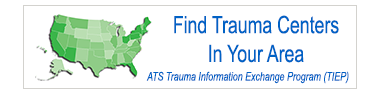 Find Trauma Centers
In Your Area
ATS Trauma Information Exchange Program (TIEP)